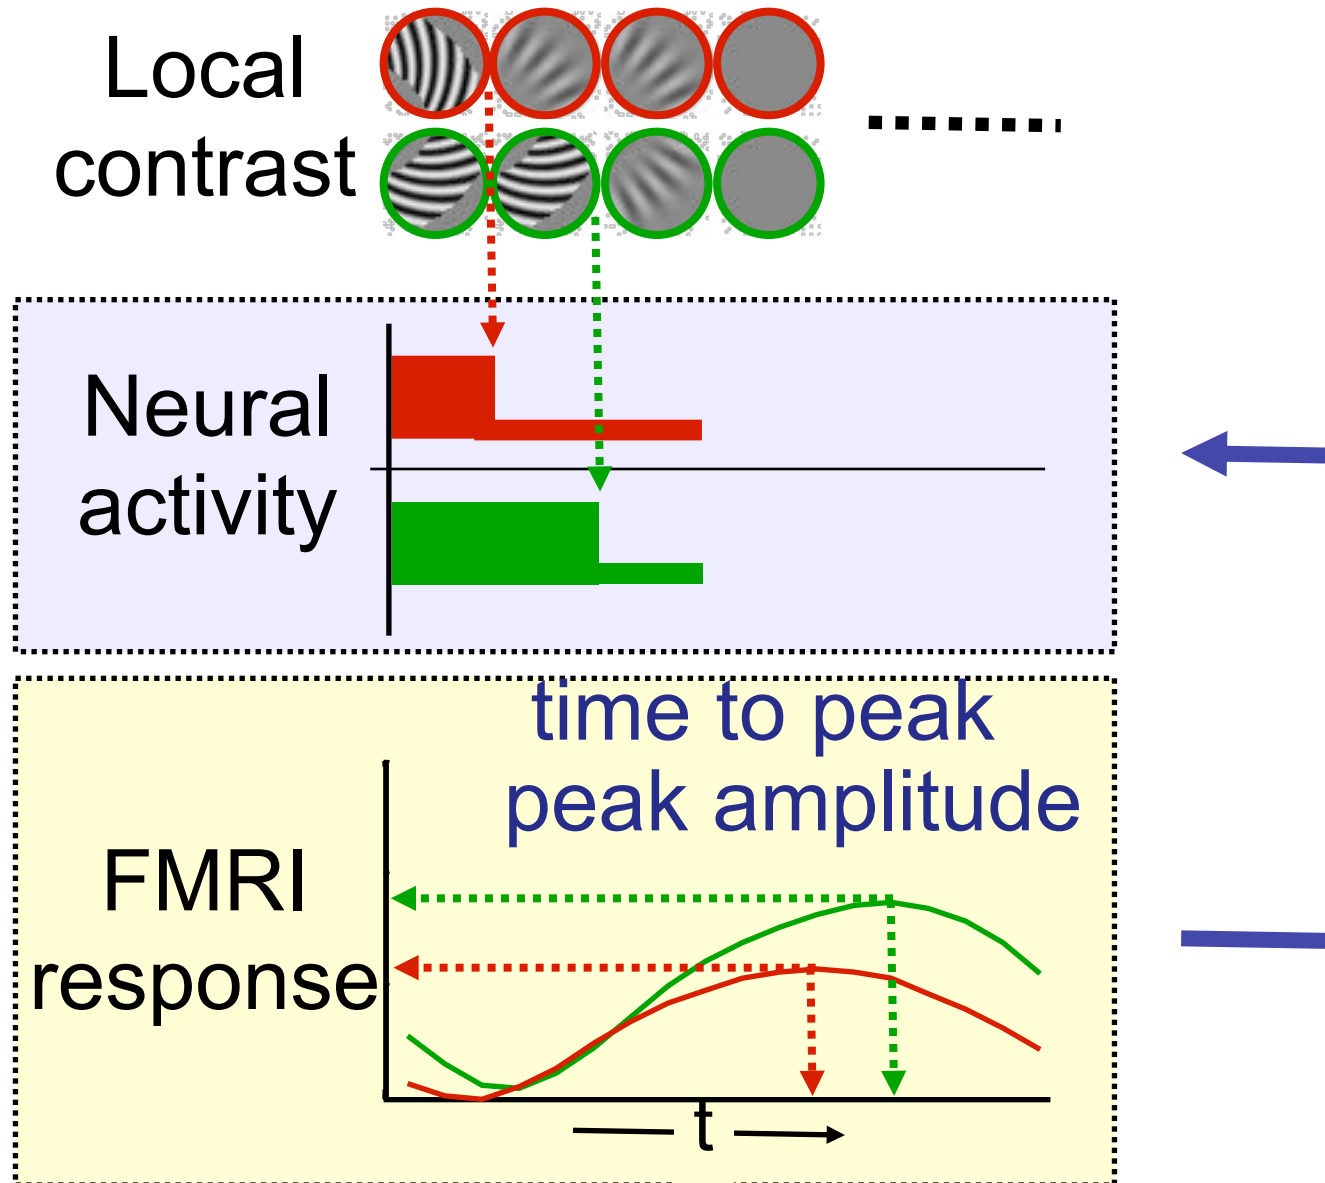 Local
contrast
Neural
activity
time to peak
peak amplitude
FMRI
response
t